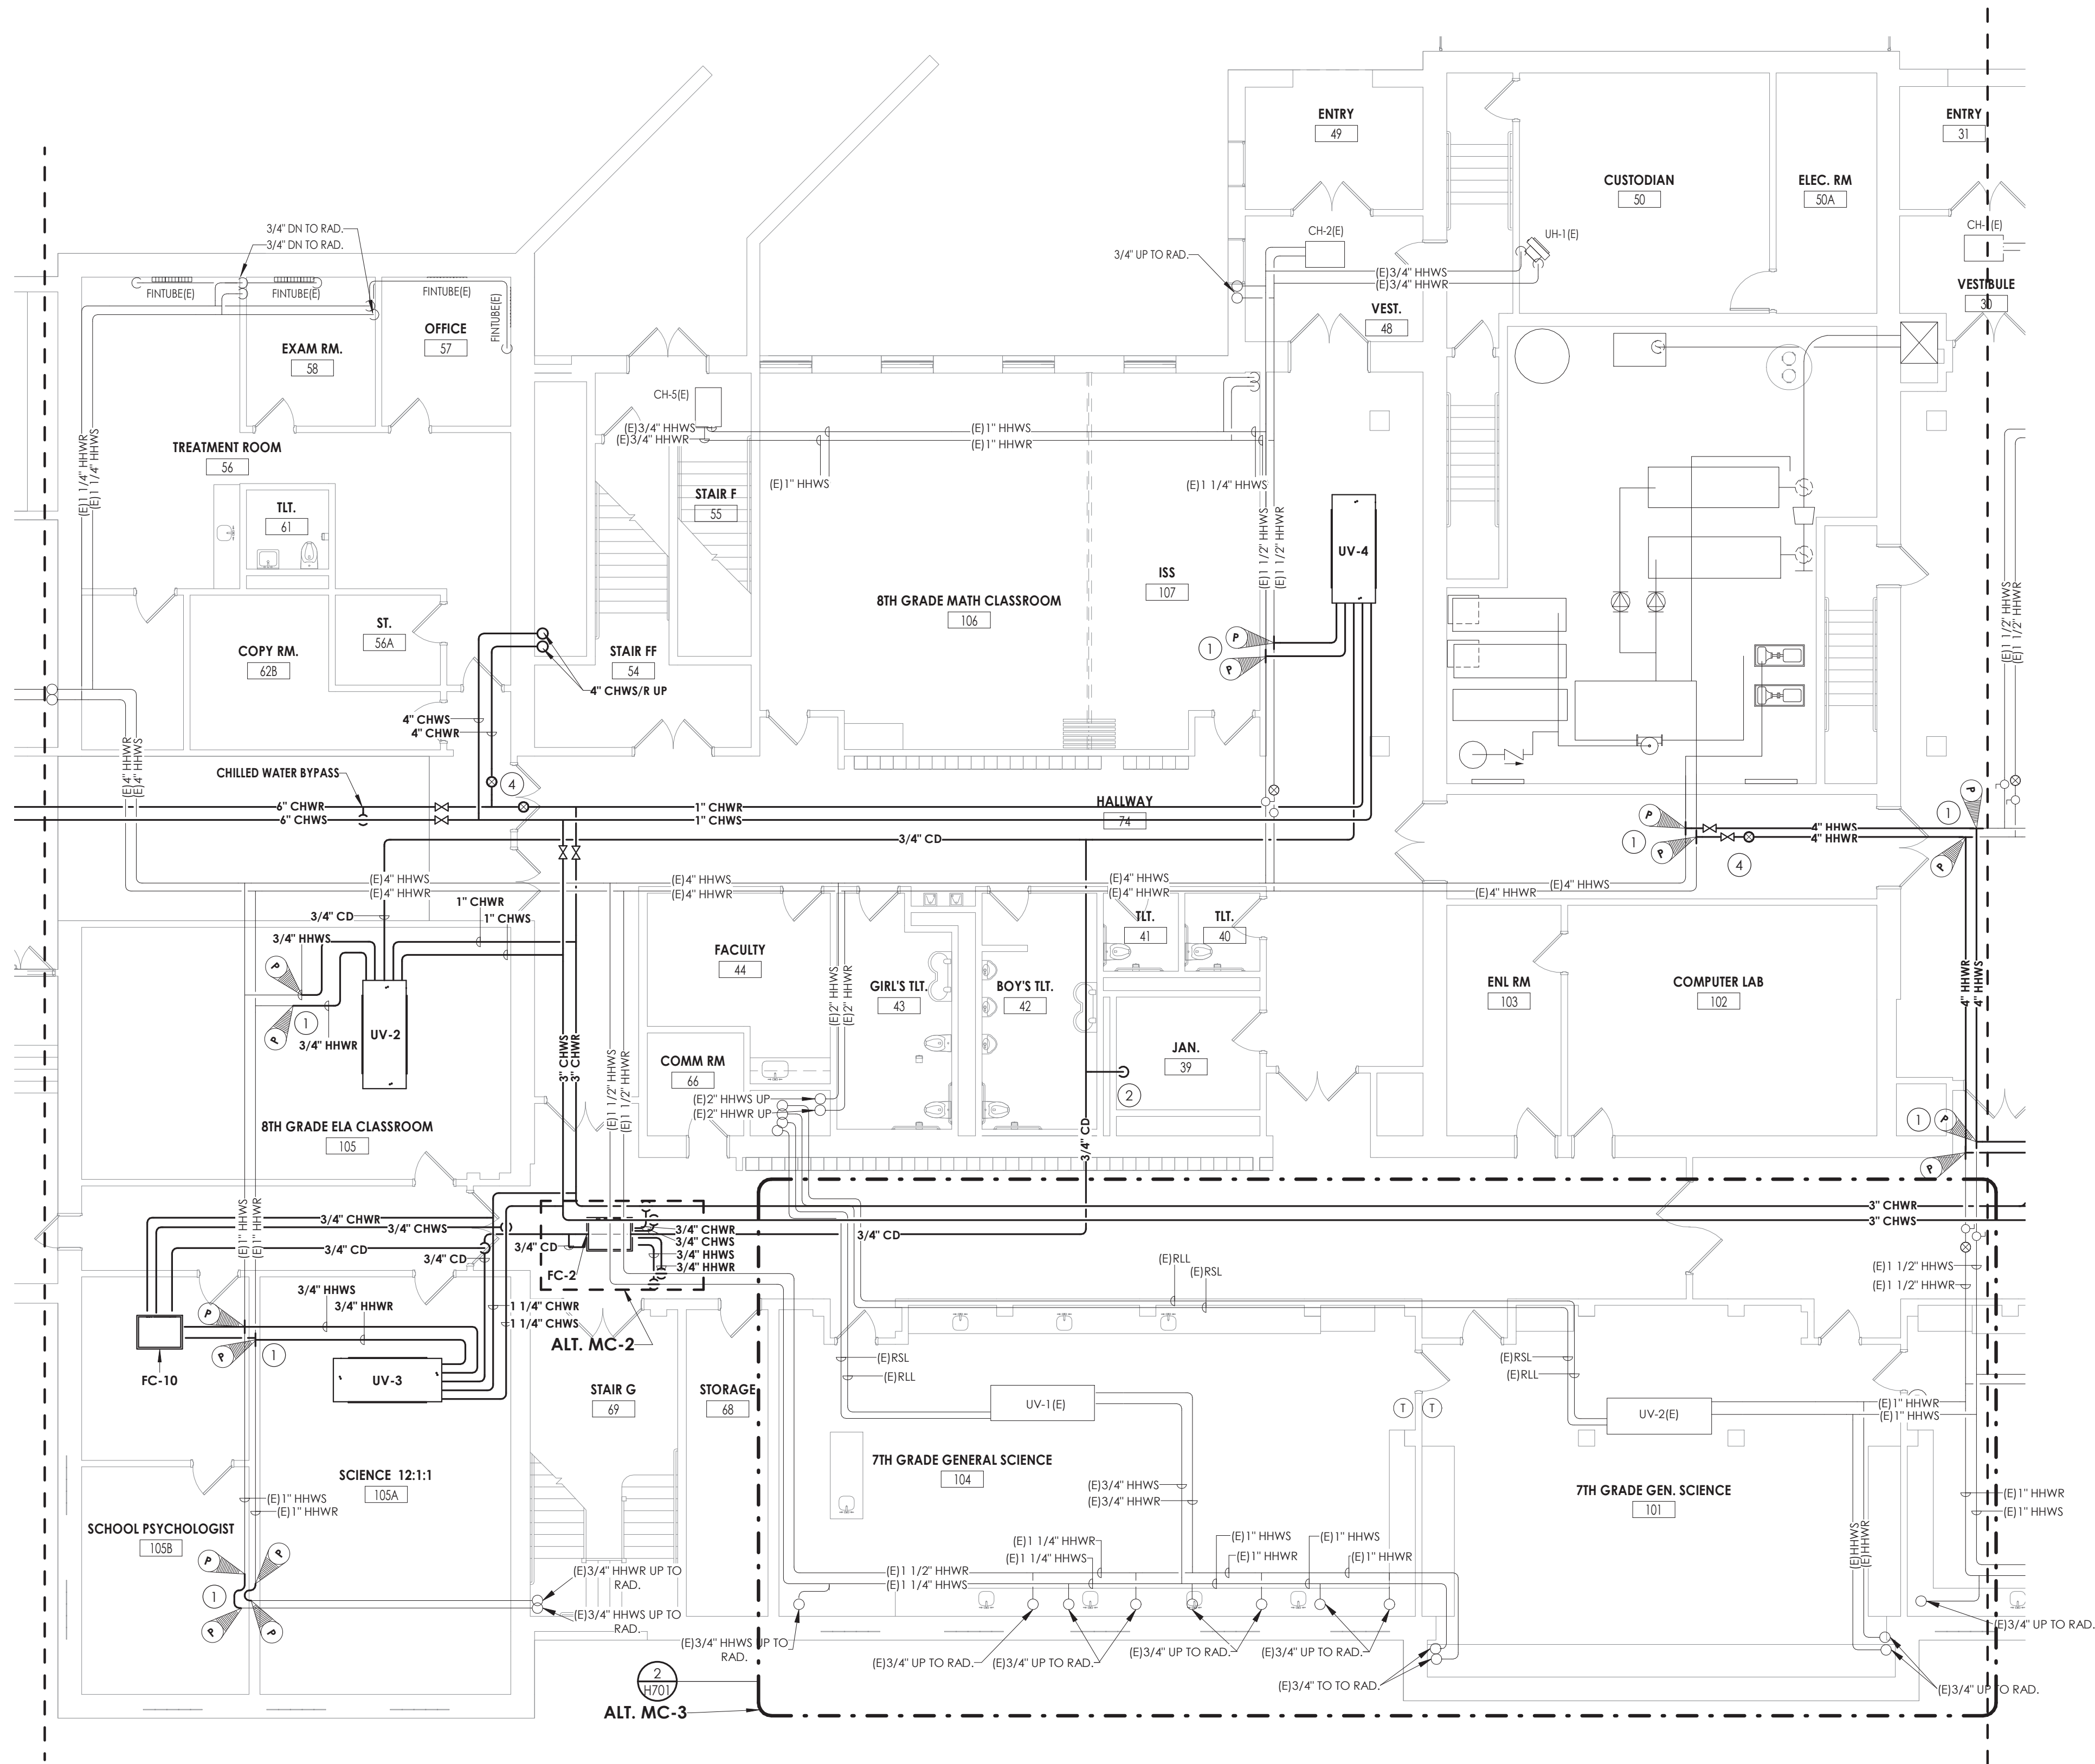 ENTRY
49
ENTRY
31
CUSTODIAN
50
ELEC. RM
50A
3/4" DN TO RAD.
3/4" DN TO RAD.
CH-2(E)
UH-1(E)
3/4" UP TO RAD.
(E)3/4" HHWS
(E)3/4" HHWR
VEST.
48
VESTIBULE
30
FINTUBE(E)
FINTUBE(E)
FINTUBE(E)
FINTUBE(E)
OFFICE
57
EXAM RM.
58
CH-5(E)
(E)3/4" HHWS
(E)3/4" HHWR
(E)1" HHWS
(E)1" HHWR
(E)1" HHWS
(E)1 1/4" HHWS
(E)1 1/4" HHWR
(E)1 1/4" HHWS
TREATMENT ROOM
56
TLT.
61
STAIR F
55
UV-4
(E)1 1/2" HHWS
(E)1 1/2" HHWR
(E)1 1/2" HHWS
(E)1 1/2" HHWR
ISS
107
8TH GRADE MATH CLASSROOM
106
ST.
56A
COPY RM.
62B
STAIR FF
54
P
P
1
4" CHWS/R UP
4" CHWS
4" CHWR
(E)4" HHWR
(E)4" HHWS
CHILLED WATER BYPASS
4
6" CHWR
6" CHWS
1" CHWR
1" CHWS
HALLWAY
74
3/4" CD
P
P
1
4" HHWS
4" HHWR
4
1
P
P
(E)4" HHWS
(E)4" HHWR
(E)4" HHWS
(E)4" HHWR
(E)4" HHWS
(E)4" HHWR
(E)4" HHWS
(E)4" HHWR
1" CHWR
1" CHWS
3/4" CD
3/4" HHWS
P
P
1
3/4" HHWR
UV-2
FACULTY
44
(E)2" HHWS
(E)2" HHWR
GIRL'S TLT.
43
BOY'S TLT.
42
TLT.
41
TLT.
40
ENL RM
103
COMPUTER LAB
102
4" HHWR
4" HHWS
3" CHWS
3" CHWR
(E)1 1/2" HHWS
(E)1 1/2" HHWR
COMM RM
66
JAN.
39
2
(E)2" HHWS UP
(E)2" HHWR UP
3/4" CD
8TH GRADE ELA CLASSROOM
105
1
P
P
(E)1" HHWS
(E)1" HHWR
3/4" CHWR
3/4" CHWS
3/4" CD
3/4" CD
3/4" CD
3/4" CHWR
3/4" CHWS
3/4" HHWS
3/4" HHWR
FC-2
3/4" CD
3" CHWR
3" CHWS
(E)RLL
(E)RSL
(E)1 1/2" HHWS
(E)1 1/2" HHWR
3/4" HHWS
3/4" HHWR
1 1/4" CHWR
1 1/4" CHWS
ALT. MC-2
P
P
1
FC-10
UV-3
(E)RSL
(E)RLL
(E)RSL
(E)RLL
STAIR G
69
STORAGE
68
UV-1(E)
T
T
UV-2(E)
(E)1" HHWR
(E)1" HHWS
7TH GRADE GENERAL SCIENCE
104
SCIENCE 12:1:1
105A
(E)3/4" HHWS
(E)3/4" HHWR
7TH GRADE GEN. SCIENCE
101
(E)1" HHWR
(E)1" HHWS
(E)1" HHWS
(E)1" HHWR
SCHOOL PSYCHOLOGIST
105B
(E)HHWS
(E)HHWR
(E)1 1/4" HHWR
(E)1 1/4" HHWS
(E)1" HHWS
(E)1" HHWR
(E)1" HHWS
(E)1" HHWR
P
P
P
P
1
(E)3/4" HHWR UP TO
RAD.
(E)3/4" HHWS UP TO
RAD.
(E)1 1/2" HHWR
(E)1 1/4" HHWS
(E)3/4" HHWS UP TO
RAD.
(E)3/4" UP TO RAD.
(E)3/4" UP TO RAD.
(E)3/4" UP TO RAD.
(E)3/4" UP TO RAD.
(E)3/4" UP TO RAD.
(E)3/4" TO TO RAD.
(E)3/4" UP TO RAD.
2
H701
ALT. MC-3